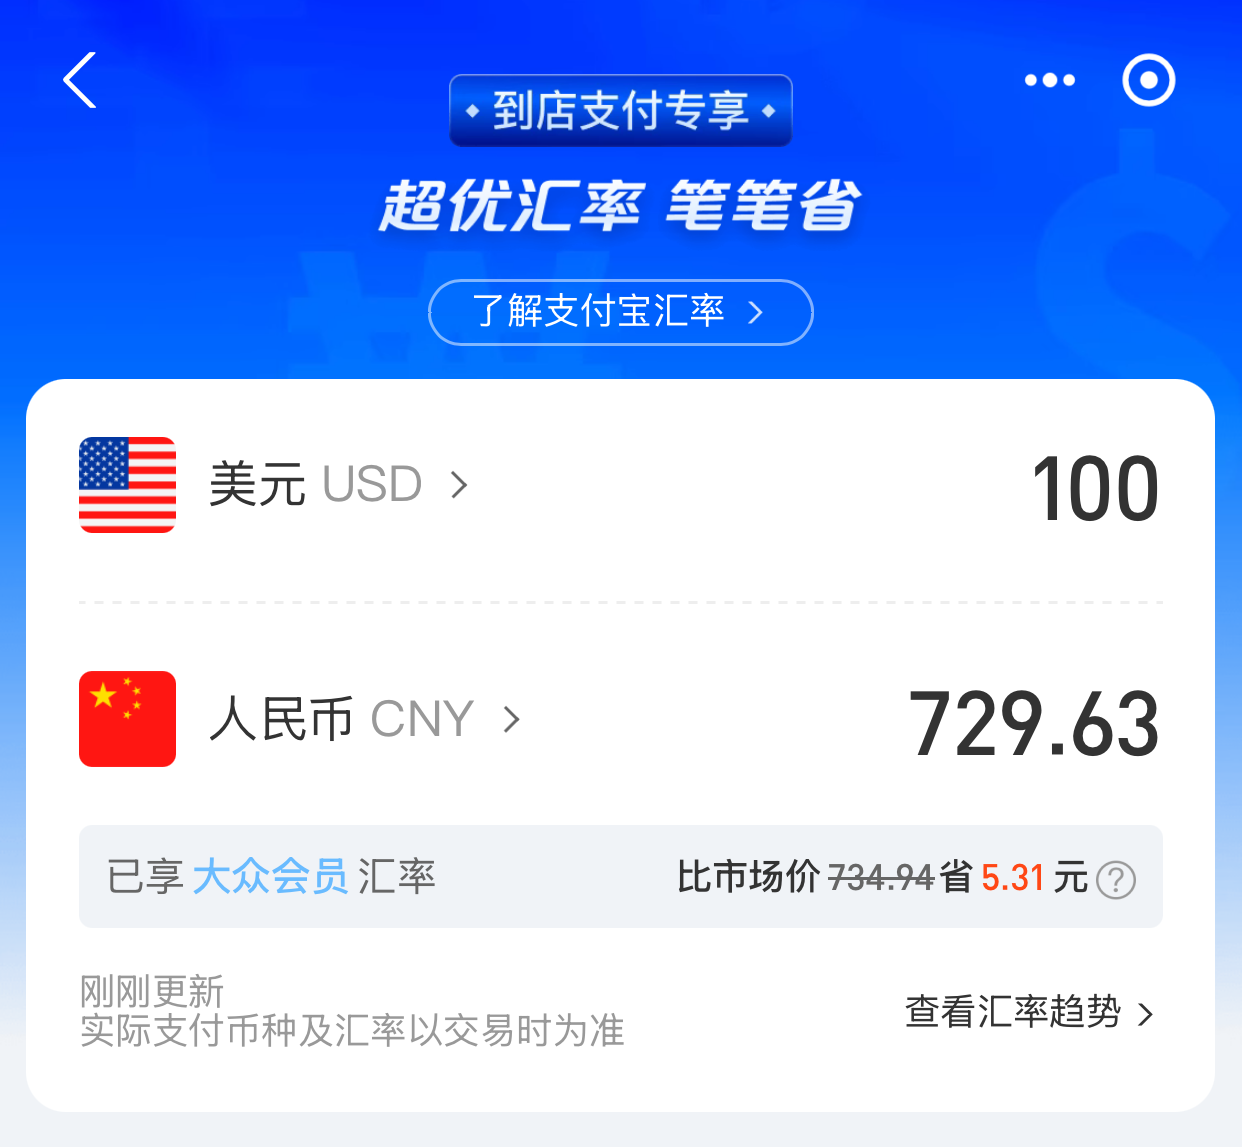 到店支付专享
超优汇率 笔笔省
了解支付宝汇率 >
美元 USD > 100
人民币 CNY > 729.63
已享 大众会员 汇率 比市场价 734.94 省 5.31 元 ?
刚刚更新
实际支付币种及汇率以交易时为准
查看汇率趋势 >